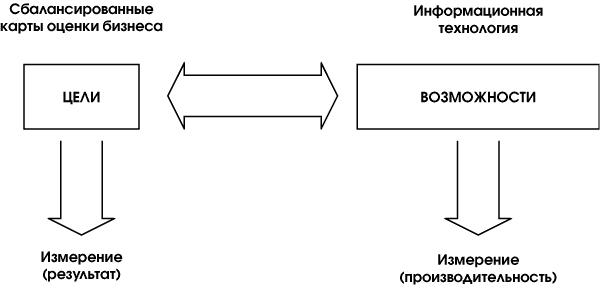 Сбалансированные
карты оценки бизнеса
Информационная
технология
ЦЕЛИ
ВОЗМОЖНОСТИ
Измерение
(результат)
Измерение
(производительность)